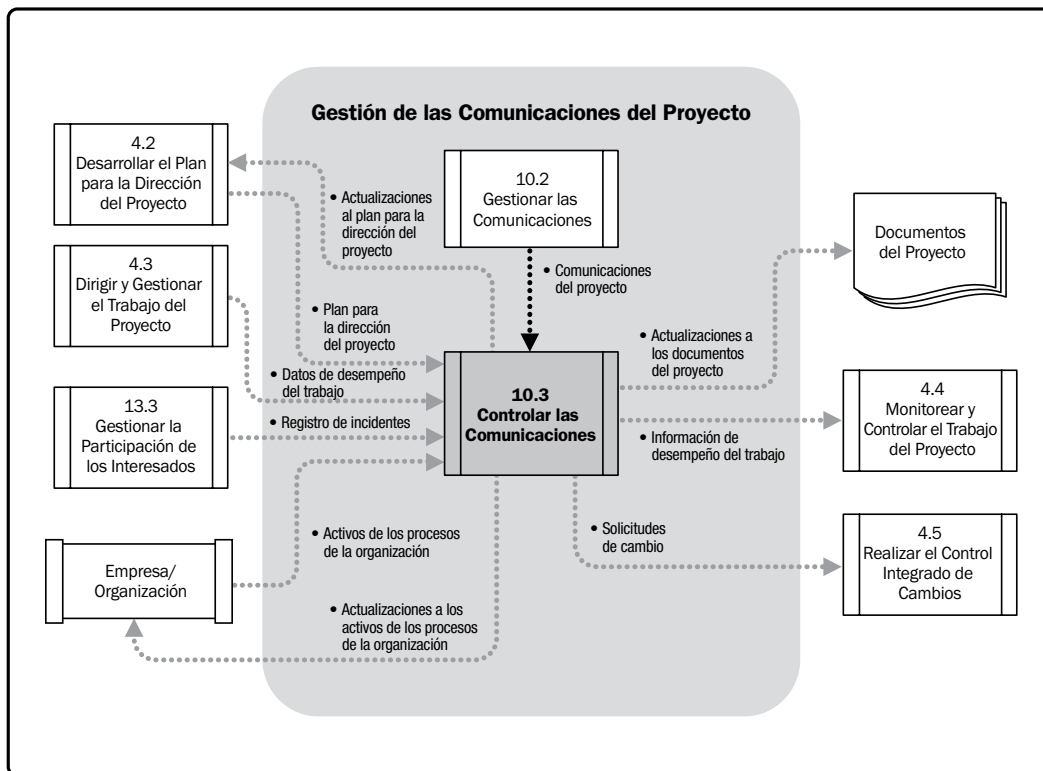 Gestión de las Comunicaciones del Proyecto
4.2
Desarrollar el Plan
para la Dirección
del Proyecto
4.3
Dirigir y Gestionar
el Trabajo del
Proyecto
13.3
Gestionar la
Participación de
los Interesados
Empresa/
Organización
• Actualizaciones
al plan para la
dirección del
proyecto
• Plan para
la dirección
del proyecto
• Datos de desempeño
del trabajo
• Registro de incidentes
• Activos de los procesos
de la organización
• Actualizaciones a los
activos de los procesos
de la organización
10.2
Gestionar las
Comunicaciones
• Comunicaciones
del proyecto
10.3
Controlar las
Comunicaciones
• Actualizaciones a
los documentos
del proyecto
• Información de
desempeño del trabajo
• Solicitudes
de cambio
Documentos
del Proyecto
4.4
Monitorear y
Controlar el Trabajo
del Proyecto
4.5
Realizar el Control
Integrado de
Cambios